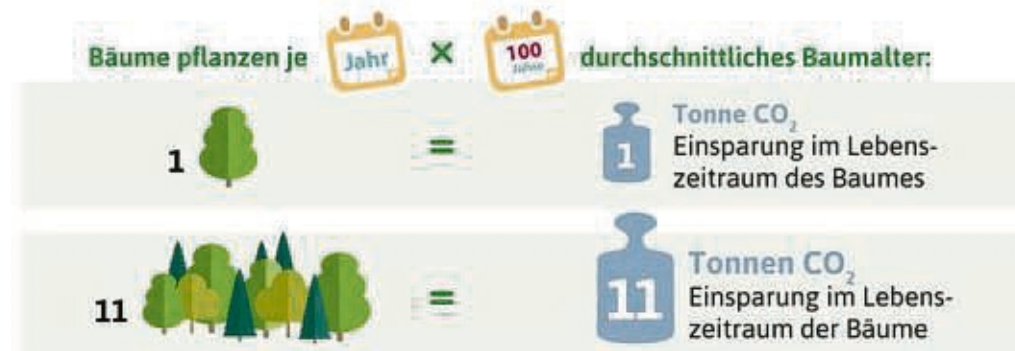 Bäume pflanzen je Jahr × 100 Jahre durchschnittliches Baumalter:
1 = 1 Tonne CO₂
Einsparung im Lebens-
zeitraum des Baumes
11 = 11 Tonnen CO₂
Einsparung im Lebens-
zeitraum der Bäume